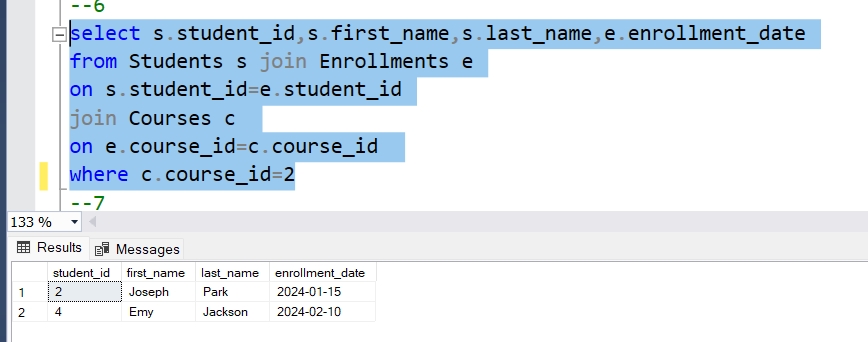 --6
select s.student_id,s.first_name,s.last_name,e.enrollment_date
from Students s join Enrollments e
on s.student_id=e.student_id
join Courses c
on e.course_id=c.course_id
where c.course_id=2
--7
133 %
Results Messages
student_id first_name last_name enrollment_date
1 2 Joseph Park 2024-01-15
2 4 Emy Jackson 2024-02-10